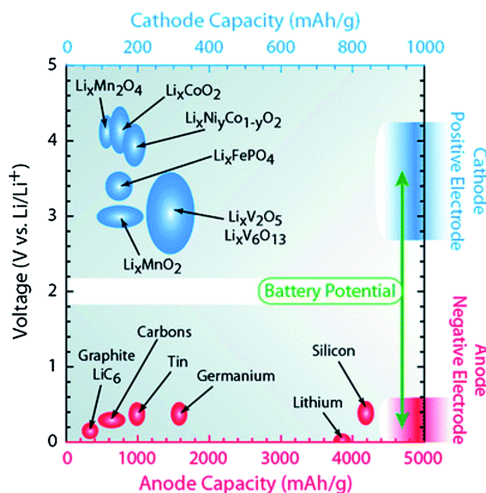 Cathode Capacity (mAh/g)
0 200 400 600 800 1000
5
4
3
2
1
0
Voltage (V vs. Li/Li+)
LixMn2O4
LixCoO2
LixNiyCo1-yO2
LixFePO4
LixV2O5
LixV6O13
LixMnO2
Cathode
Positive Electrode
Battery Potential
Anode
Negative Electrode
Carbons
Graphite
LiC6
Tin
Germanium
Silicon
Lithium
0 1000 2000 3000 4000 5000
Anode Capacity (mAh/g)